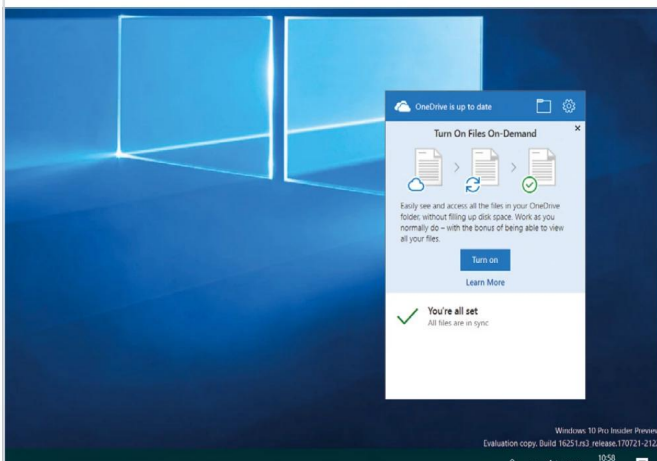 OneDrive is up to date
Turn On Files On-Demand
Easily see and access all the files in your OneDrive
folder, without filling up disk space. Work as you
normally do – with the bonus of being able to view
all your files.
Turn on
Learn More
You're all set
All files are in sync
Windows 10 Pro Insider Preview
Evaluation copy. Build 16251.rs3_release.170721-212
10:58